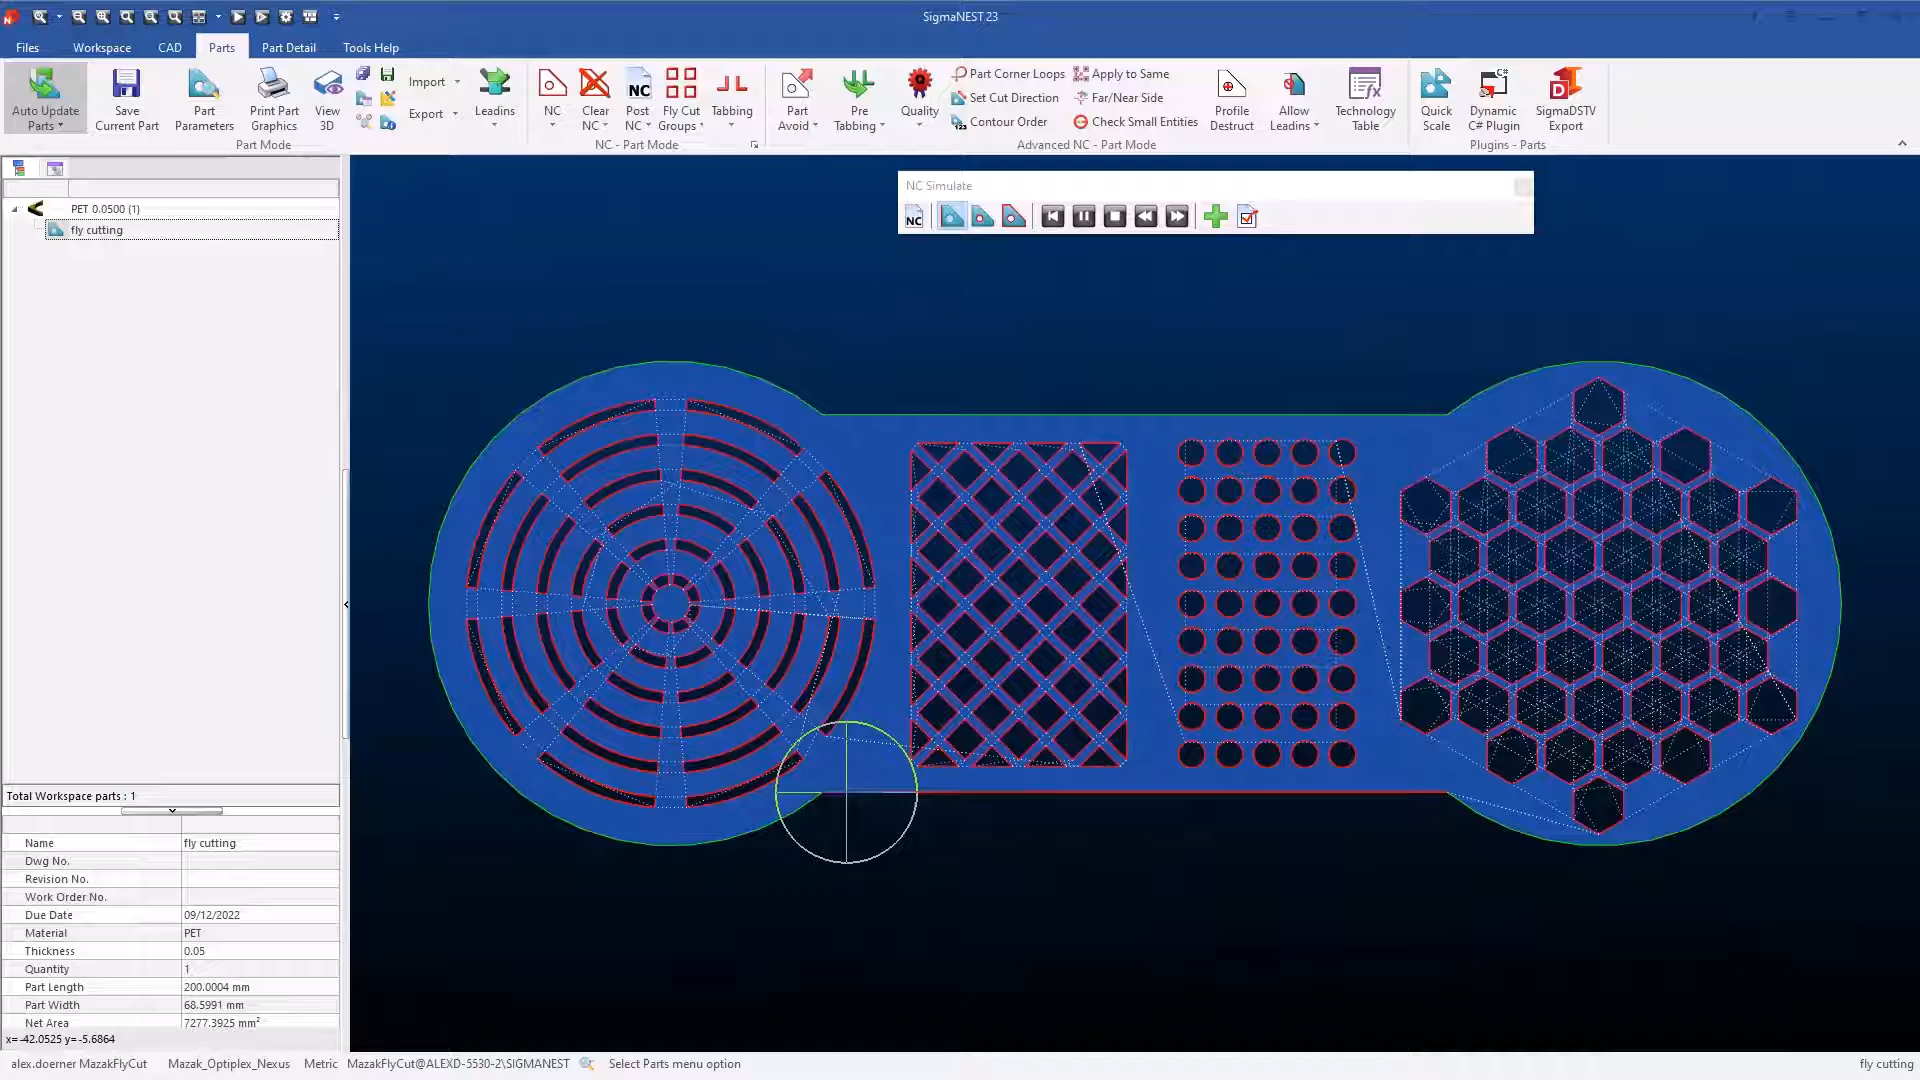 SigmaNEST 23
Files Workspace CAD Parts Part Detail Tools Help
Auto Update Parts
Save Current Part
Part Parameters
Print Part Graphics
View 3D
Import
Export
Leadins
Part Mode
NC
Clear NC
Post NC
Fly Cut Groups
Tabbing
NC - Part Mode
Part Avoid
Pre Tabbing
Quality
Part Corner Loops
Set Cut Direction
Contour Order
Apply to Same
Far/Near Side
Check Small Entities
Profile Destruct
Allow Leadins
Technology Table
Advanced NC - Part Mode
Quick Scale
Dynamic C# Plugin
SigmaDSTV Export
Plugins - Parts
NC Simulate
NC
PET 0.0500 (1)
fly cutting
Total Workspace parts : 1
Name fly cutting
Dwg No.
Revision No.
Work Order No.
Due Date 09/12/2022
Material PET
Thickness 0.05
Quantity 1
Part Length 200.0004 mm
Part Width 68.5991 mm
Net Area 7277.3925 mm²
x=-42.0525 y=-5.6864
alex.doerner MazakFlyCut Mazak_Optiplex_Nexus Metric MazakFlyCut@ALEXD-5530-2\SIGMANEST Select Parts menu option fly cutting